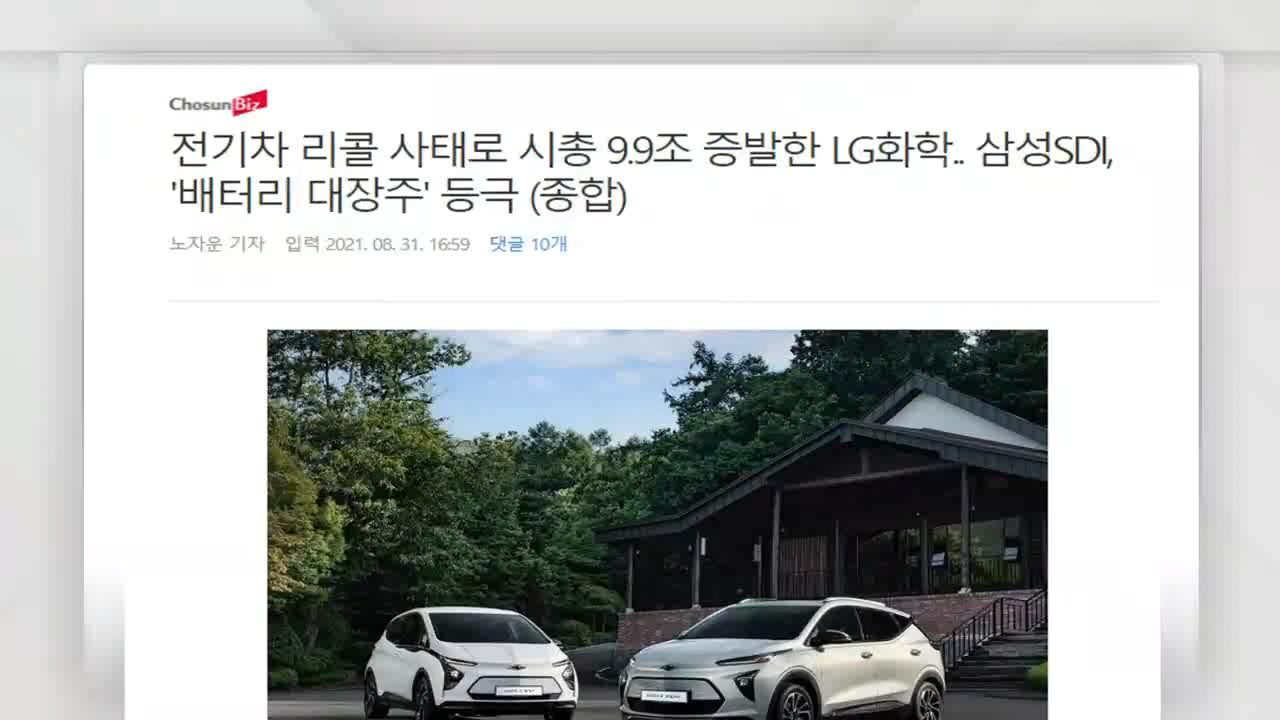 ChosunBiz
전기차 리콜 사태로 시총 9.9조 증발한 LG화학.. 삼성SDI,
'배터리 대장주' 등극 (종합)
노자운 기자 입력 2021. 08. 31. 16:59 댓글 10개